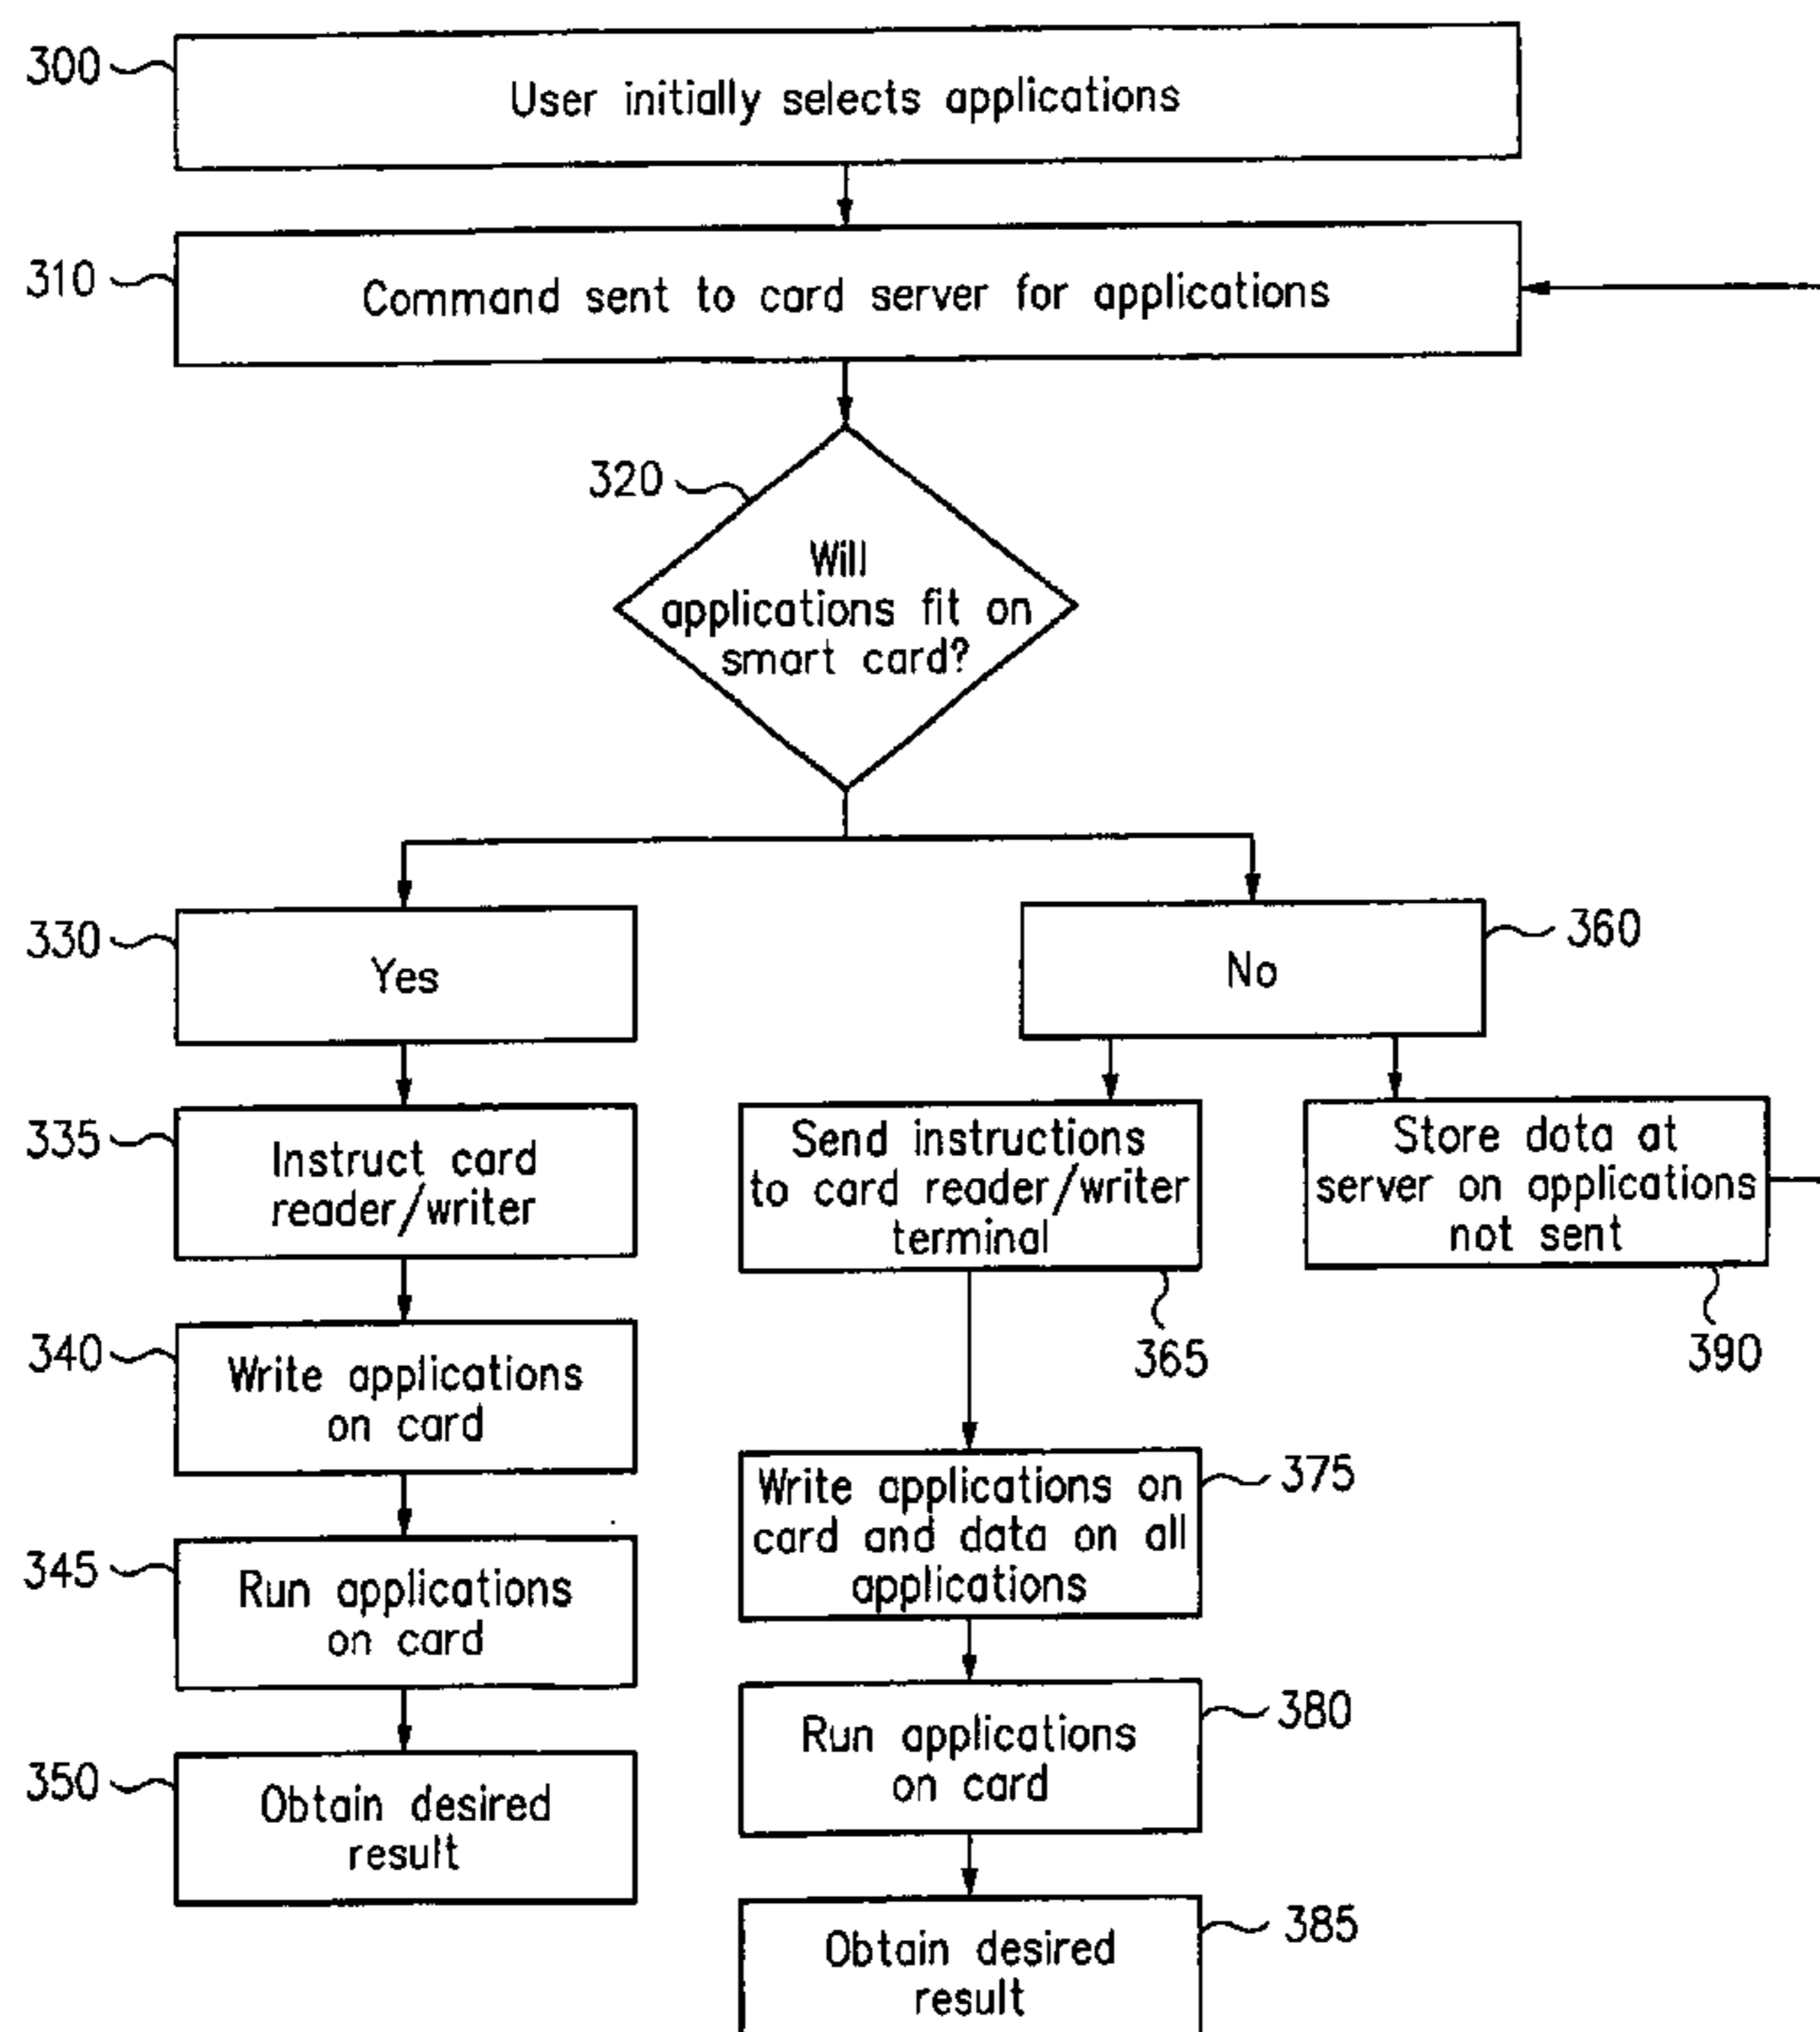 300
User initially selects applications
310
Command sent to card server for applications
320
Will
applications fit on
smart card?
330
Yes
360
No
335
Instruct card
reader/writer
Send instructions
to card reader/writer
terminal
365
Store data at
server on applications
not sent
390
340
Write applications
on card
375
Write applications on
card and data on all
applications
345
Run applications
on card
380
Run applications
on card
350
Obtain desired
result
385
Obtain desired
result